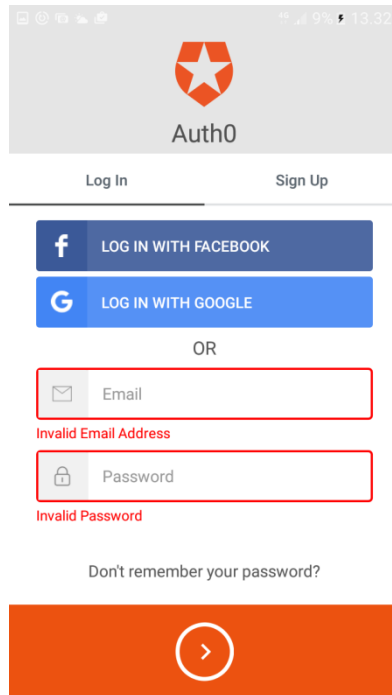 4G 9% 13.32
Auth0
Log In Sign Up
f LOG IN WITH FACEBOOK
G LOG IN WITH GOOGLE
OR
Email
Invalid Email Address
Password
Invalid Password
Don't remember your password?